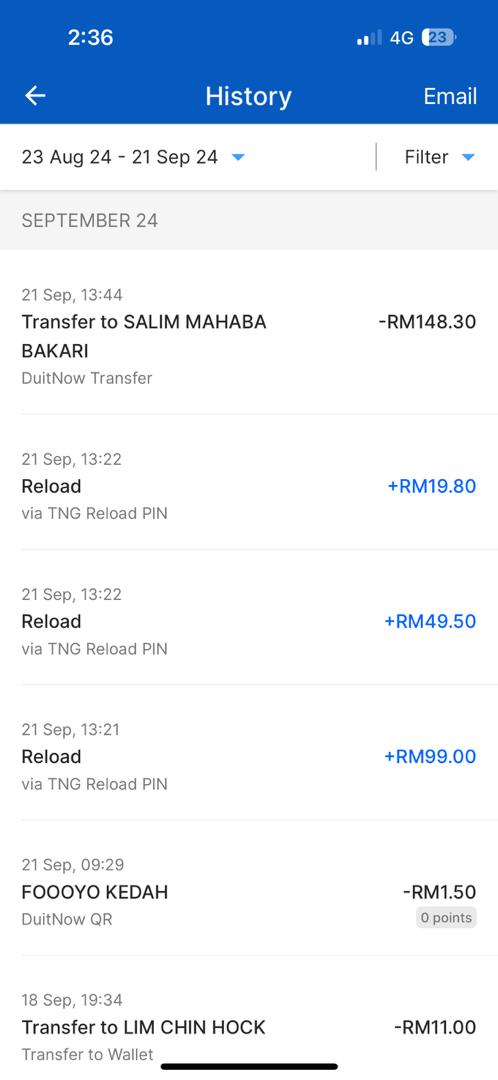 2:36
4G 23
History
Email
23 Aug 24 - 21 Sep 24
Filter
SEPTEMBER 24
21 Sep, 13:44
Transfer to SALIM MAHABA
BAKARI
-RM148.30
DuitNow Transfer
21 Sep, 13:22
Reload
+RM19.80
via TNG Reload PIN
21 Sep, 13:22
Reload
+RM49.50
via TNG Reload PIN
21 Sep, 13:21
Reload
+RM99.00
via TNG Reload PIN
21 Sep, 09:29
FOOOYO KEDAH
-RM1.50
DuitNow QR
0 points
18 Sep, 19:34
Transfer to LIM CHIN HOCK
-RM11.00
Transfer to Wallet